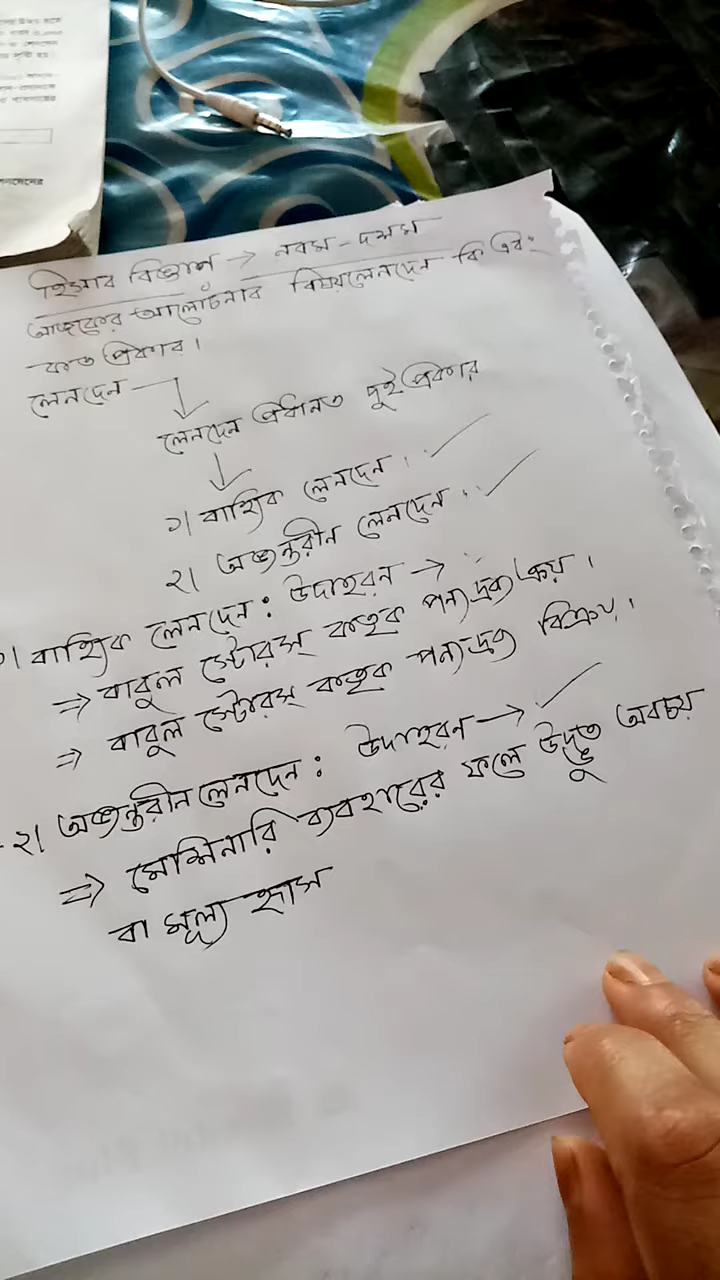 হিসাব বিজ্ঞান → নবম - দশম
আজকের আলোচনার বিষয় লেনদেন কি এবং
কত প্রকার।
লেনদেন
লেনদেন প্রধানত দুই প্রকার
১। বাহ্যিক লেনদেন।
২। অভ্যন্তরীন লেনদেন।
১। বাহ্যিক লেনদেন: উদাহরন →
⇒ বাবুল স্টোরস্ কতৃক পন্যদ্রব্য ক্রয়।
⇒ বাবুল স্টোরস্ কতৃক পন্যদ্রব্য বিক্রয়।
২। অভ্যন্তরীন লেনদেন: উদাহরন →
⇒ মেশিনারি ব্যবহারের ফলে উদ্ভুত অবচয়
বা মূল্য হ্রাস